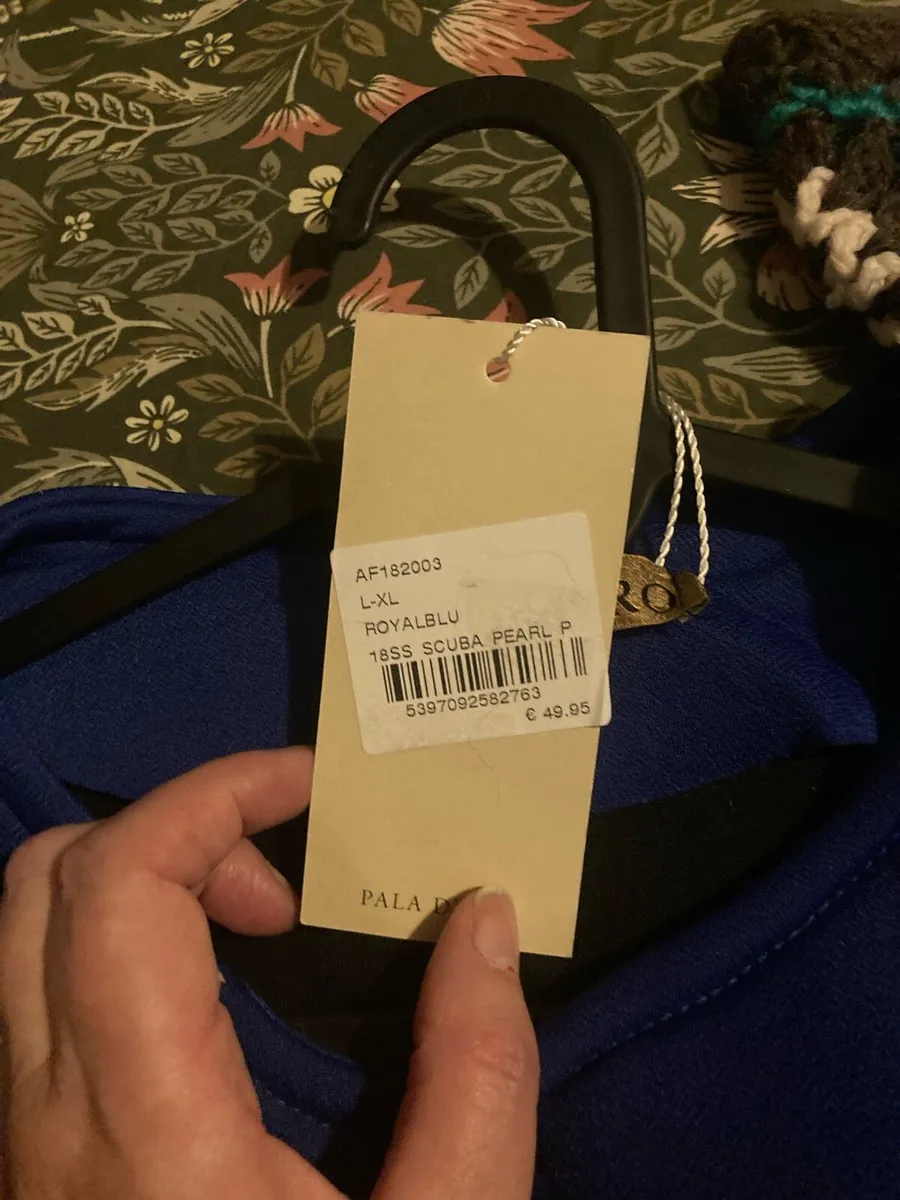 AF182003
L-XL
ROYALBLU
18SS SCUBA PEARL P
5397092582763
€ 49.95
RO
PALA D